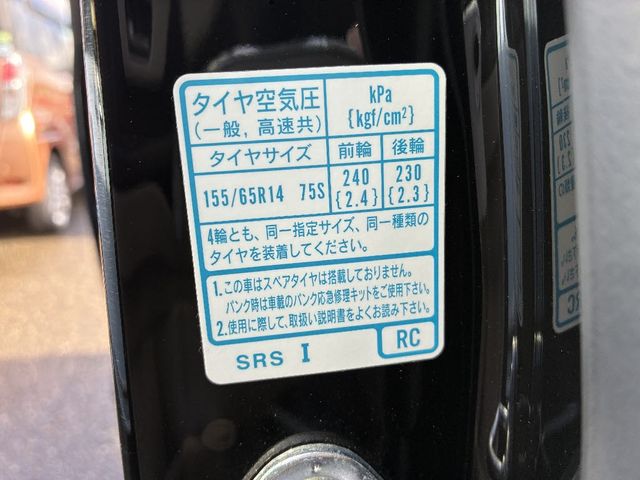 タイヤ空気圧
(一般, 高速共)
kPa
{kgf/cm²}
タイヤサイズ 前輪 後輪
155/65R14 75S 240 230
{2.4} {2.3}
4輪とも、同一指定サイズ、同一種類の
タイヤを装着してください。
1.この車はスペアタイヤは搭載しておりません。
パンク時は車載のパンク応急修理キットをご使用下さい。
2.使用に際して、取扱い説明書をよくお読み下さい。
SRS I RC